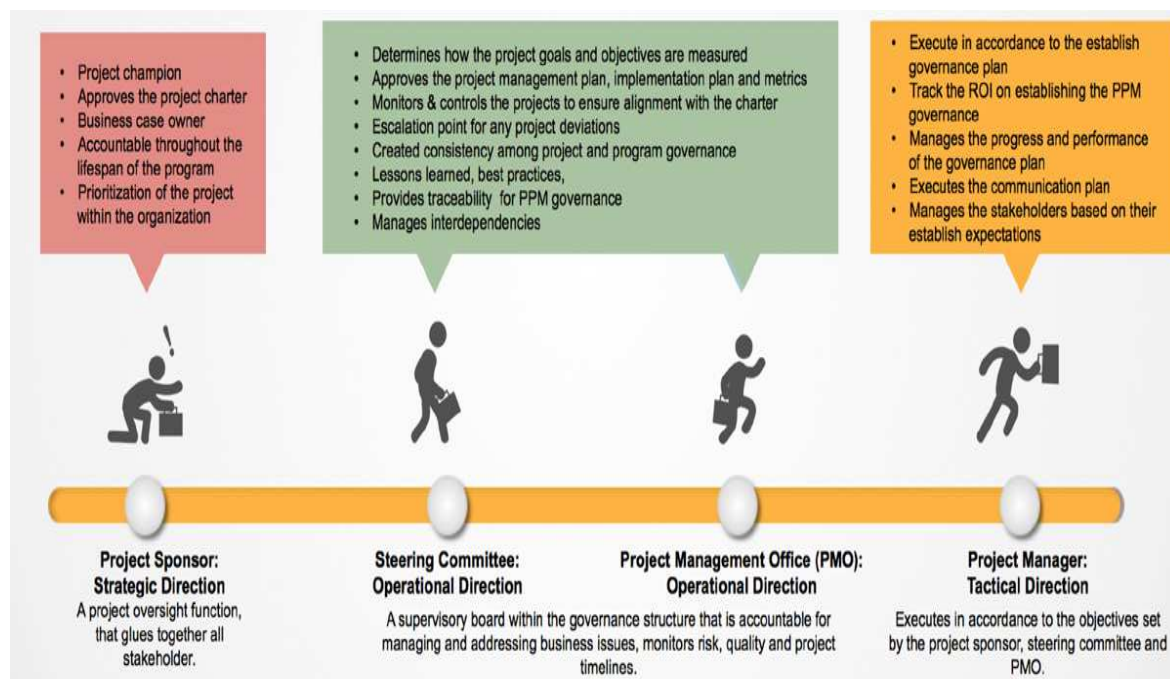 • Project champion
• Approves the project charter
• Business case owner
• Accountable throughout the
lifespan of the program
• Prioritization of the project
within the organization
• Determines how the project goals and objectives are measured
• Approves the project management plan, implementation plan and metrics
• Monitors & controls the projects to ensure alignment with the charter
• Escalation point for any project deviations
• Created consistency among project and program governance
• Lessons learned, best practices,
• Provides traceability for PPM governance
• Manages interdependencies
• Execute in accordance to the establish
governance plan
• Track the ROI on establishing the PPM
governance
• Manages the progress and performance
of the governance plan
• Executes the communication plan
• Manages the stakeholders based on their
establish expectations
!
Project Sponsor:
Strategic Direction
A project oversight function,
that glues together all
stakeholder.
Steering Committee:
Operational Direction
Project Management Office (PMO):
Operational Direction
A supervisory board within the governance structure that is accountable for
managing and addressing business issues, monitors risk, quality and project
timelines.
Project Manager:
Tactical Direction
Executes in accordance to the objectives set
by the project sponsor, steering committee and
PMO.